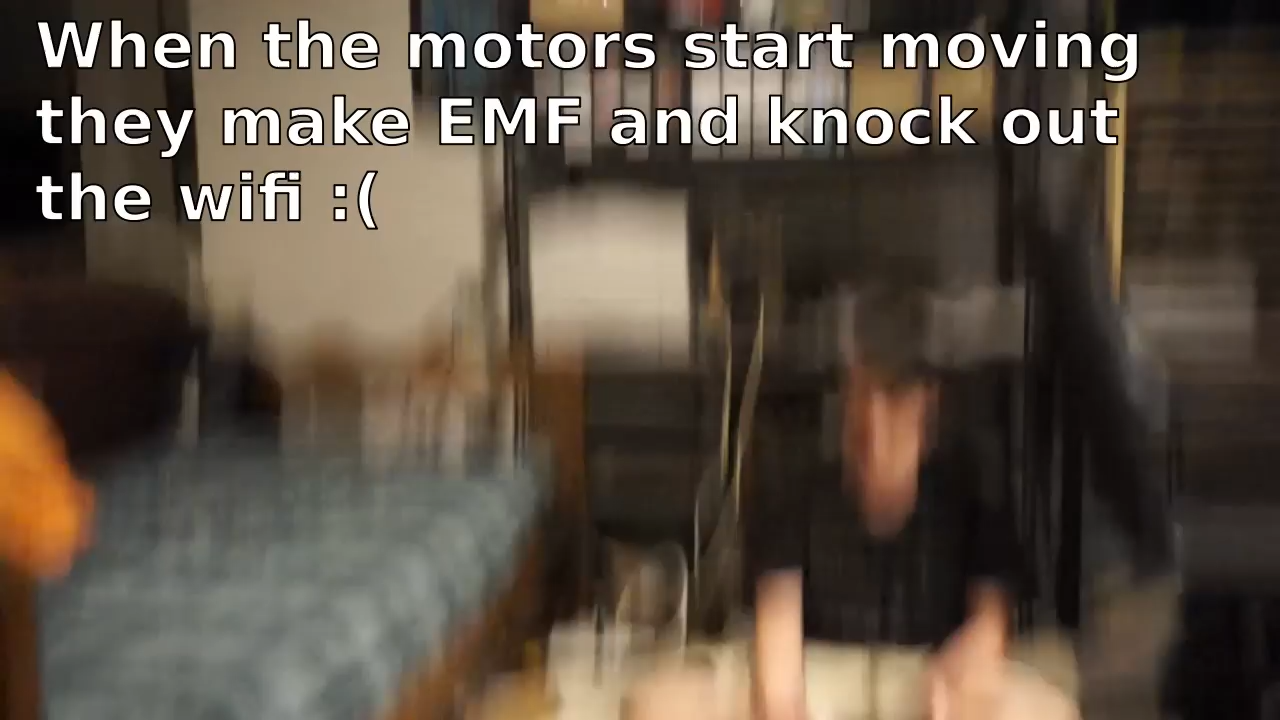 When the motors start moving
they make EMF and knock out
the wifi :(